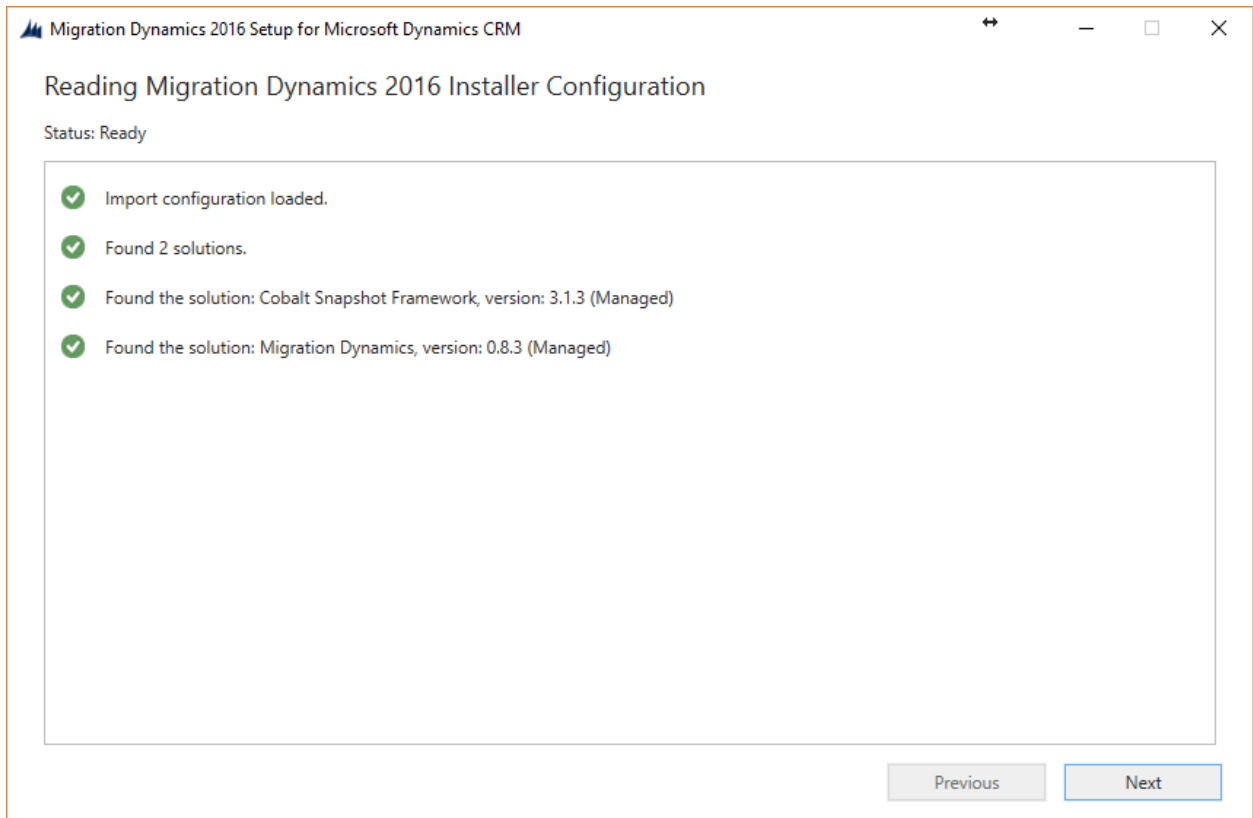 Migration Dynamics 2016 Setup for Microsoft Dynamics CRM
Reading Migration Dynamics 2016 Installer Configuration
Status: Ready
Import configuration loaded.
Found 2 solutions.
Found the solution: Cobalt Snapshot Framework, version: 3.1.3 (Managed)
Found the solution: Migration Dynamics, version: 0.8.3 (Managed)
Previous
Next